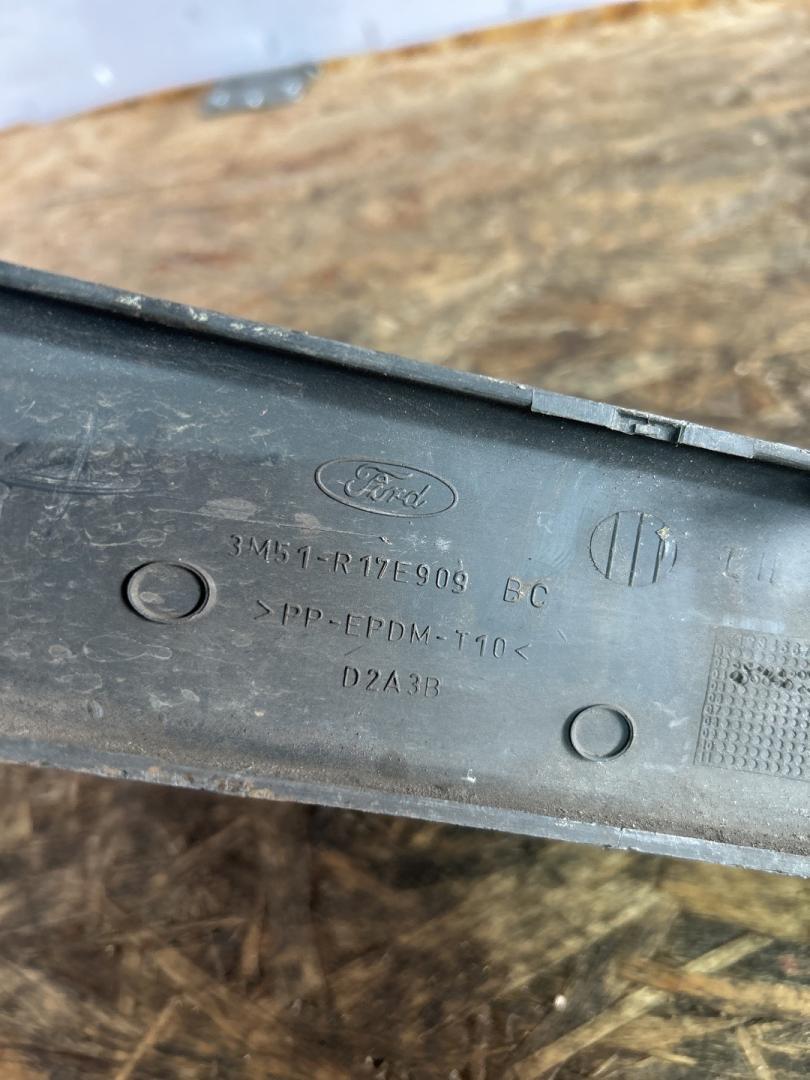 Ford
3M51-R17E909 BC
>PP-EPDM-T10<
D2A3B